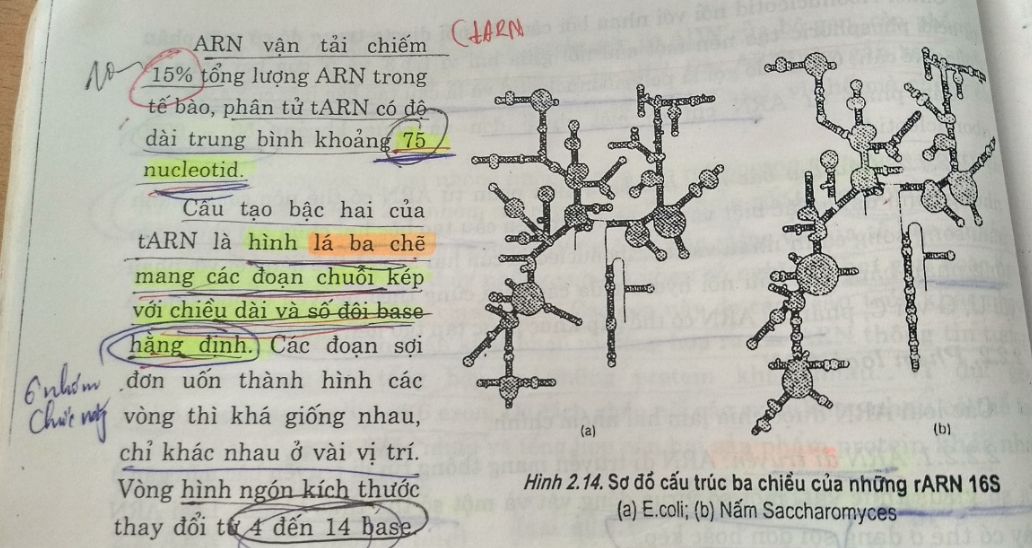 ARN vận tải chiếm
(tARN
15% tổng lượng ARN trong
tế bào, phân tử tARN có độ
dài trung bình khoảng 75
nucleotid.
Cấu tạo bậc hai của
tARN là hình lá ba chẽ
mang các đoạn chuỗi kép
với chiều dài và số đôi base
hằng định. Các đoạn sợi
6 nhóm
đơn uốn thành hình các
chức năng
vòng thì khá giống nhau,
chỉ khác nhau ở vài vị trí.
Vòng hình ngón kích thước
thay đổi từ 4 đến 14 base.
(a)
(b)
Hình 2.14. Sơ đồ cấu trúc ba chiều của những rARN 16S
(a) E.coli; (b) Nấm Saccharomyces